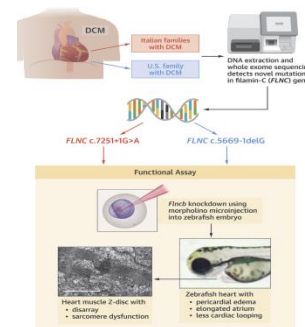 DCM
Italian families
with DCM
U.S. family
with DCM
DNA extraction and
whole exome sequencing
detects novel mutation
in filamin-C (FLNC) gene
FLNC c.7251+1G>A
FLNC c.5669-1delG
Functional Assay
Flncb knockdown using
morpholino microinjection
into zebrafish embryo
Heart muscle Z-disc with
• disarray
• sarcomere dysfunction
Zebrafish heart with
• pericardial edema
• elongated atrium
• less cardiac looping